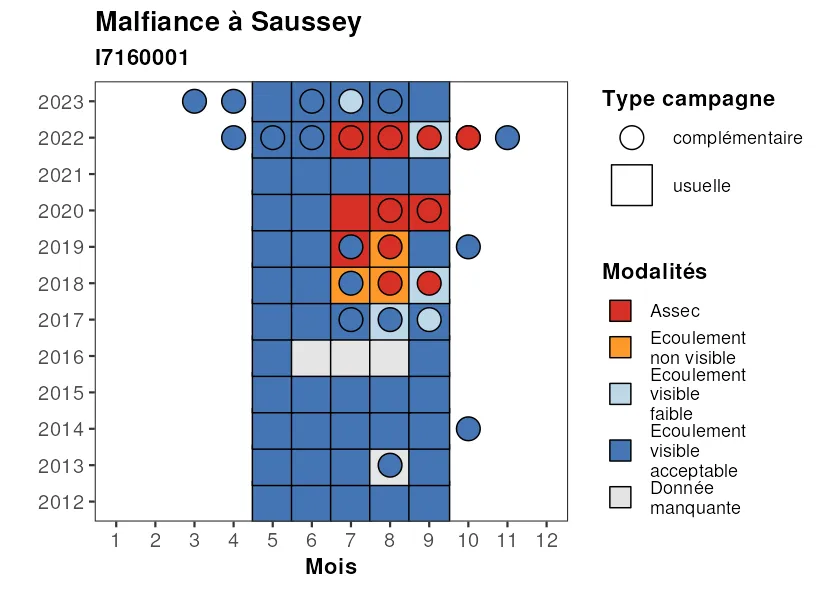 Malfiance à Saussey
I7160001
2023
2022
2021
2020
2019
2018
2017
2016
2015
2014
2013
2012
1 2 3 4 5 6 7 8 9 10 11 12
Mois
Type campagne
complémentaire
usuelle
Modalités
Assec
Ecoulement
non visible
Ecoulement
visible
faible
Ecoulement
visible
acceptable
Donnée
manquante